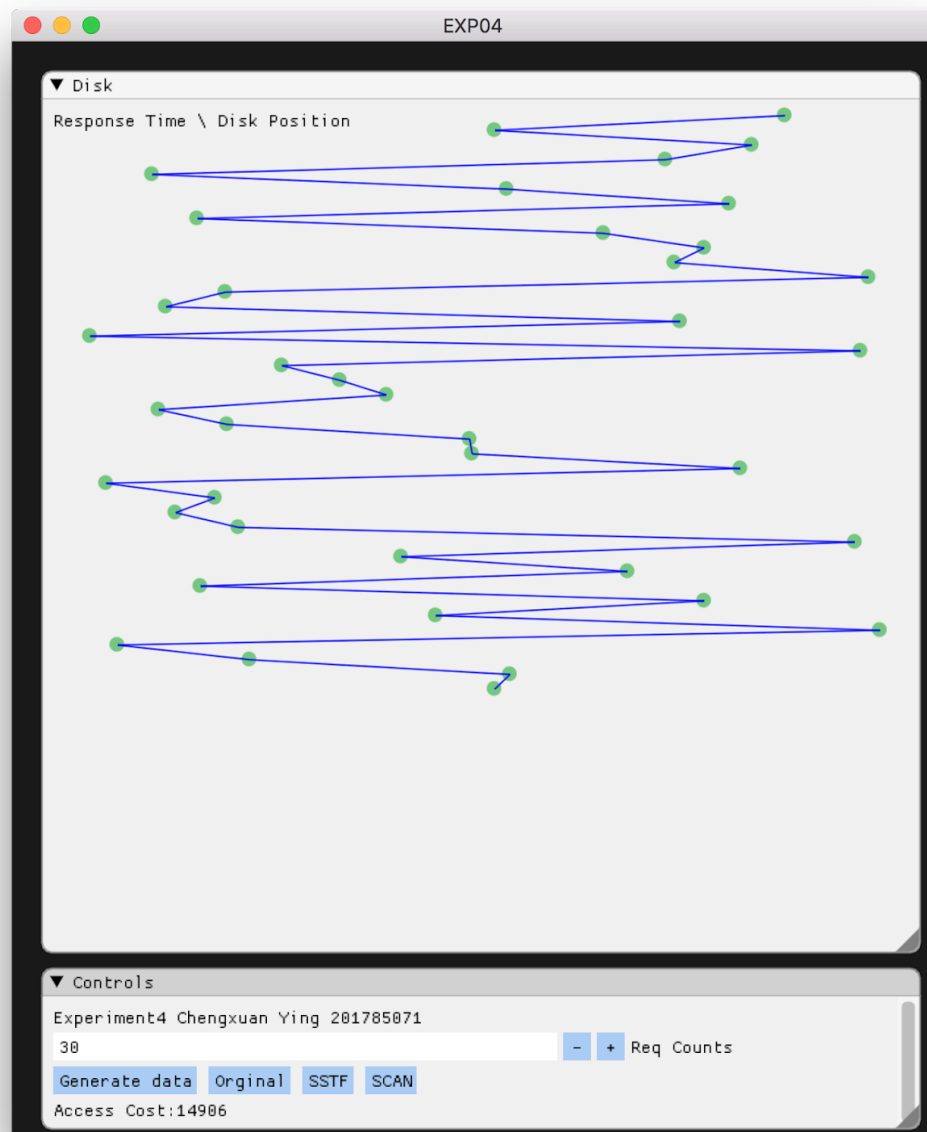 EXP04
▼ Disk
Response Time \ Disk Position
▼ Controls
Experiment4 Chengxuan Ying 201785071
30 - + Req Counts
Generate data Orginal SSTF SCAN
Access Cost:14906